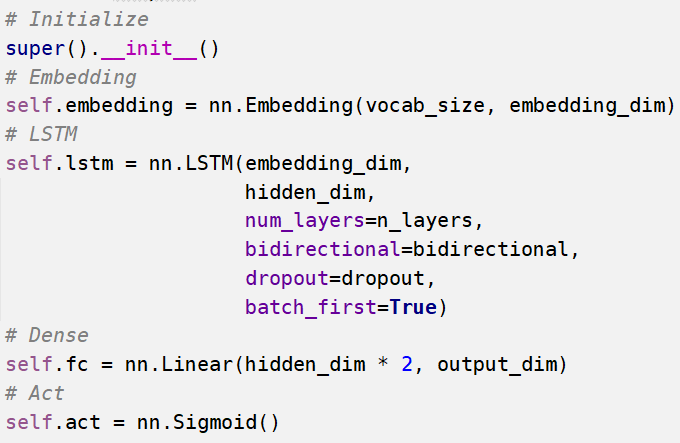 # Initialize
super().__init__()
# Embedding
self.embedding = nn.Embedding(vocab_size, embedding_dim)
# LSTM
self.lstm = nn.LSTM(embedding_dim,
hidden_dim,
num_layers=n_layers,
bidirectional=bidirectional,
dropout=dropout,
batch_first=True)
# Dense
self.fc = nn.Linear(hidden_dim * 2, output_dim)
# Act
self.act = nn.Sigmoid()